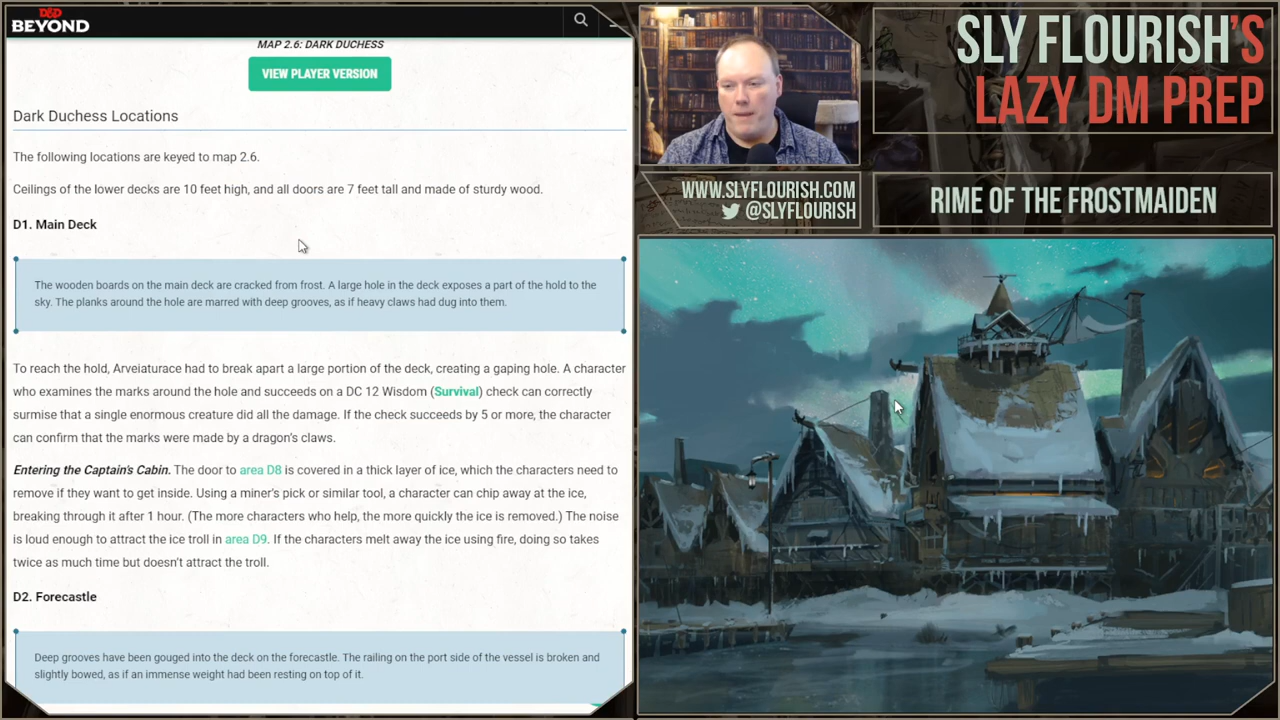 D&D
BEYOND
MAP 2.6: DARK DUCHESS
VIEW PLAYER VERSION
Dark Duchess Locations
The following locations are keyed to map 2.6.
Ceilings of the lower decks are 10 feet high, and all doors are 7 feet tall and made of sturdy wood.
D1. Main Deck
The wooden boards on the main deck are cracked from frost. A large hole in the deck exposes a part of the hold to the
sky. The planks around the hole are marred with deep grooves, as if heavy claws had dug into them.
To reach the hold, Arveiaturace had to break apart a large portion of the deck, creating a gaping hole. A character
who examines the marks around the hole and succeeds on a DC 12 Wisdom (Survival) check can correctly
surmise that a single enormous creature did all the damage. If the check succeeds by 5 or more, the character
can confirm that the marks were made by a dragon's claws.
Entering the Captain's Cabin. The door to area D8 is covered in a thick layer of ice, which the characters need to
remove if they want to get inside. Using a miner's pick or similar tool, a character can chip away at the ice,
breaking through it after 1 hour. (The more characters who help, the more quickly the ice is removed.) The noise
is loud enough to attract the ice troll in area D9. If the characters melt away the ice using fire, doing so takes
twice as much time but doesn't attract the troll.
D2. Forecastle
Deep grooves have been gouged into the deck on the forecastle. The railing on the port side of the vessel is broken and
slightly bowed, as if an immense weight had been resting on top of it.
SLY FLOURISH'S
LAZY DM PREP
WWW.SLYFLOURISH.COM
@SLYFLOURISH
RIME OF THE FROSTMAIDEN